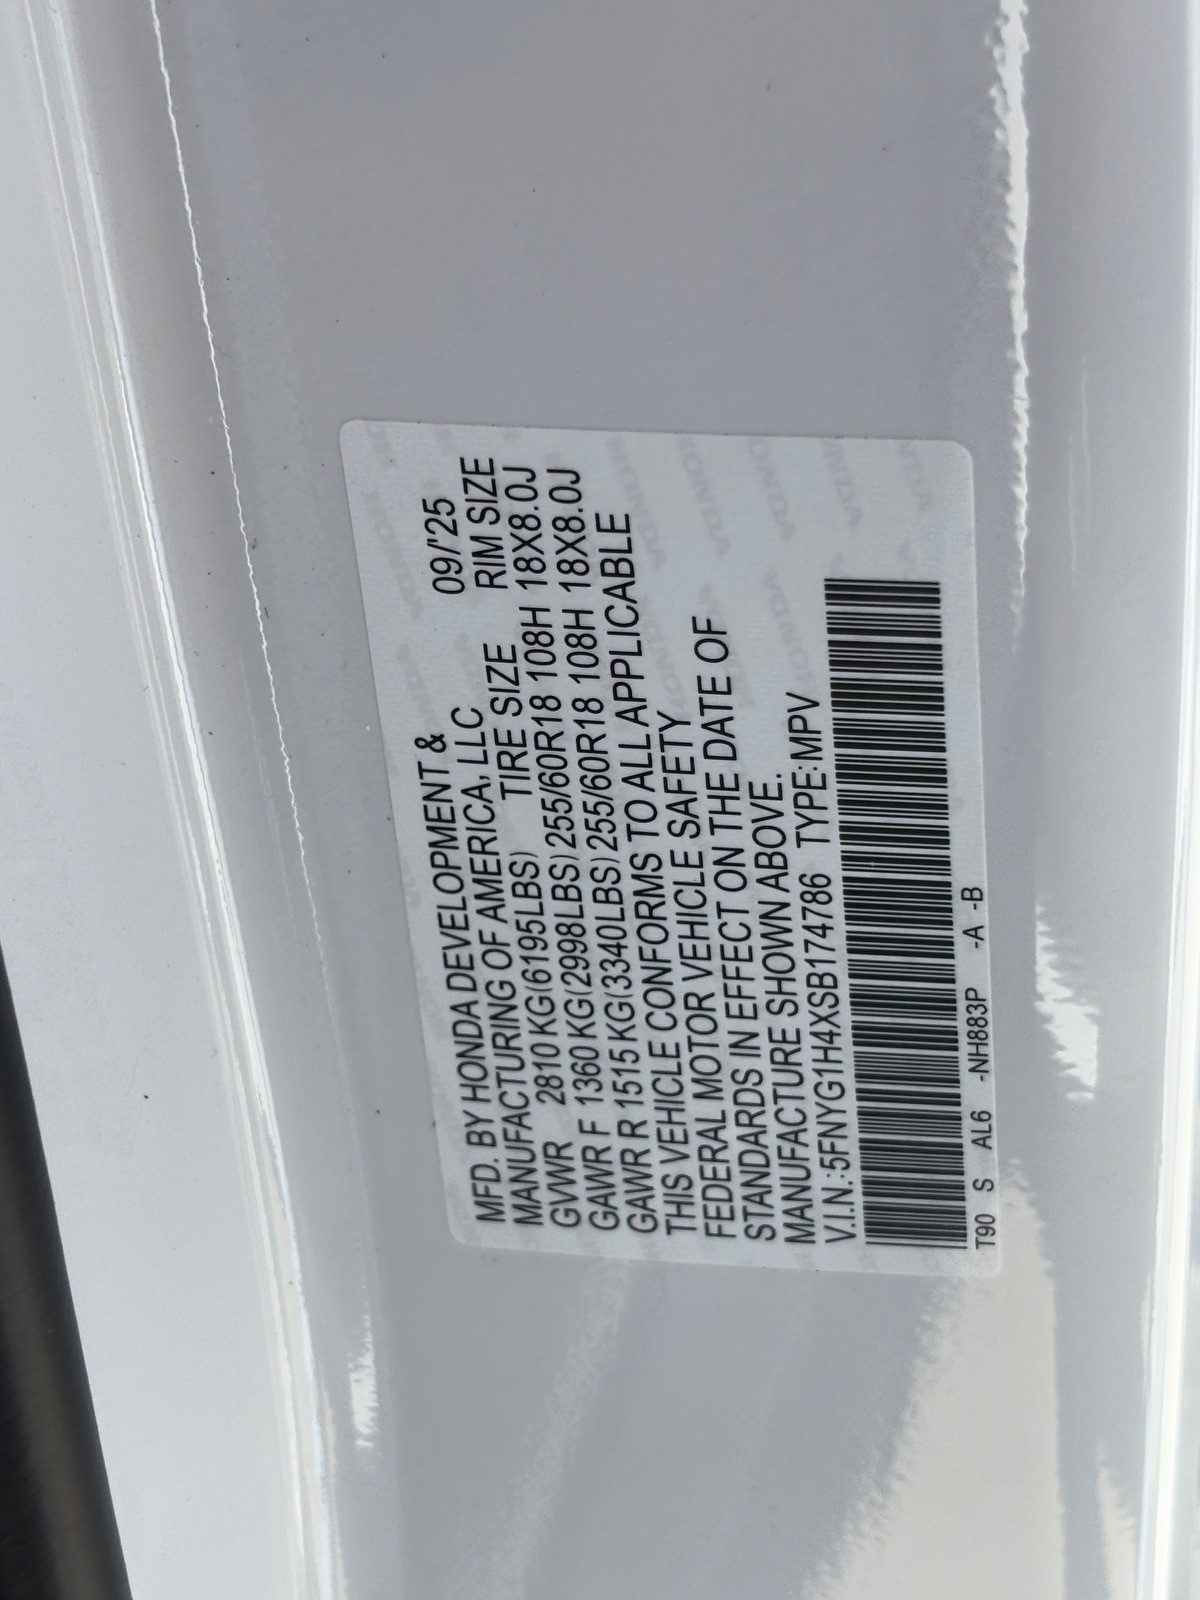 MFD. BY HONDA DEVELOPMENT & 09/'25
MANUFACTURING OF AMERICA, LLC
GVWR 2810 KG(6195LBS) TIRE SIZE RIM SIZE
GAWR F 1360 KG(2998LBS) 255/60R18 108H 18X8.0J
GAWR R 1515 KG(3340LBS) 255/60R18 108H 18X8.0J
THIS VEHICLE CONFORMS TO ALL APPLICABLE
FEDERAL MOTOR VEHICLE SAFETY
STANDARDS IN EFFECT ON THE DATE OF
MANUFACTURE SHOWN ABOVE.
V.I.N.:5FNYG1H4XSB174786 TYPE:MPV
T90 S AL6 -NH883P -A -B